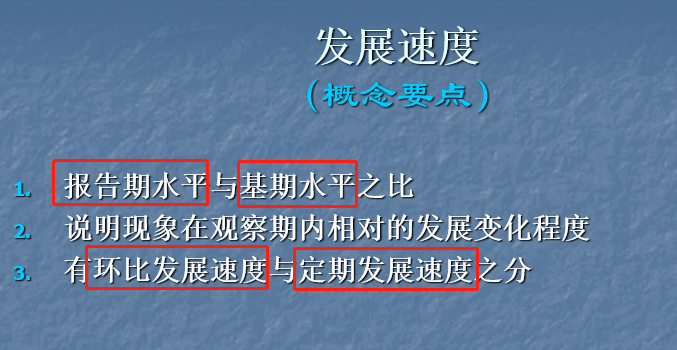 发展速度
(概念要点)
1. 报告期水平与基期水平之比
2. 说明现象在观察期内相对的发展变化程度
3. 有环比发展速度与定期发展速度之分